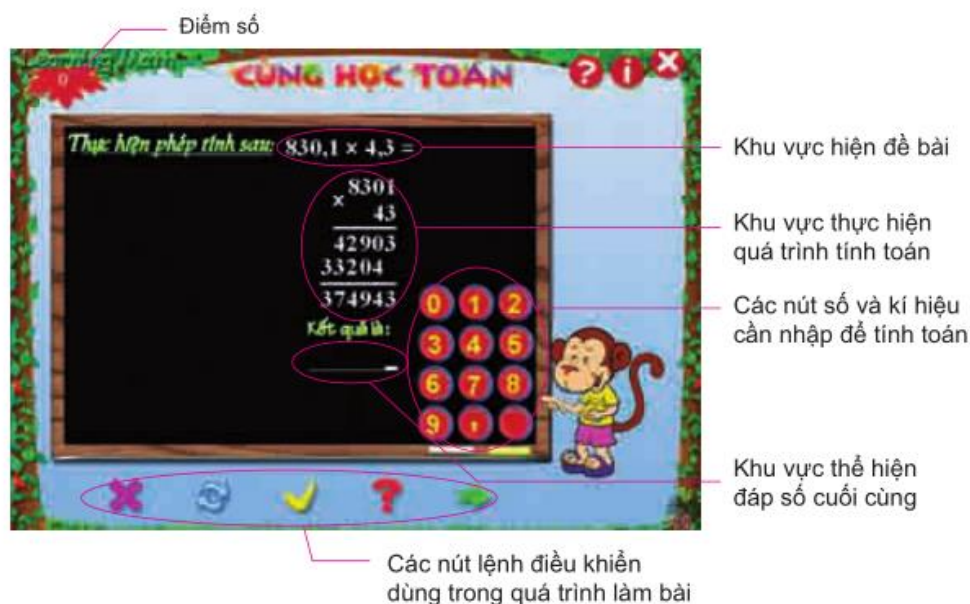 Điểm số
Learning Math
0
CÙNG HỌC TOÁN
? i ×
Thực hiện phép tính sau: 830,1 × 4,3 =
Khu vực hiện đề bài
× 8301
43
42903
33204
374943
Khu vực thực hiện
quá trình tính toán
Kết quả là:
0 1 2
3 4 5
6 7 8
9 ,
Các nút số và kí hiệu
cần nhập để tính toán
Khu vực thể hiện
đáp số cuối cùng
?
Các nút lệnh điều khiển
dùng trong quá trình làm bài